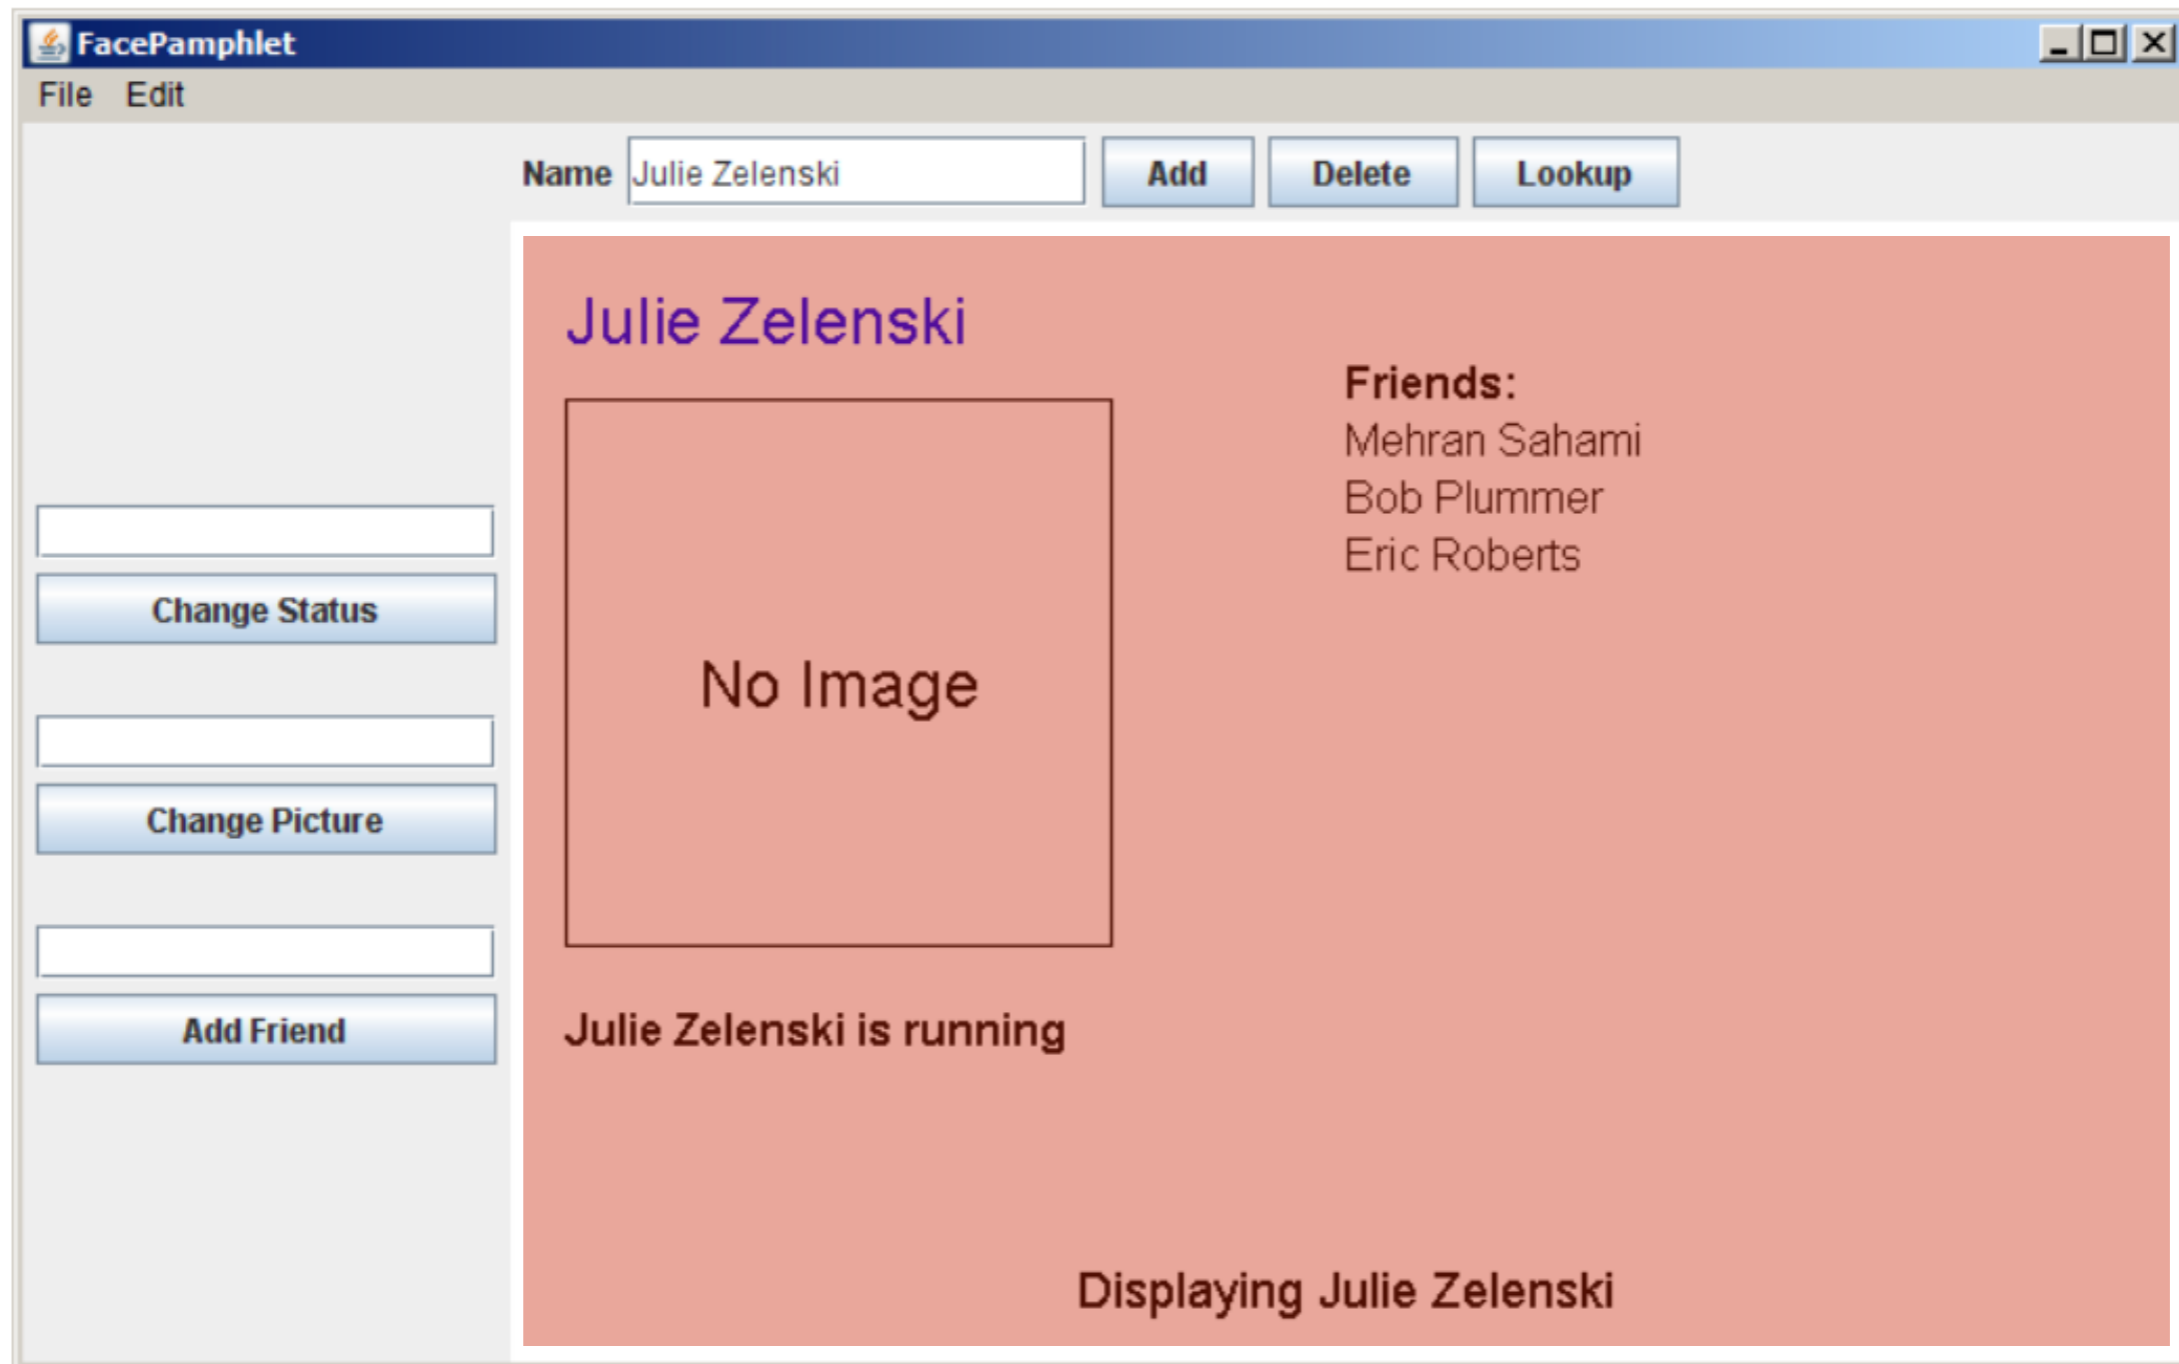 FacePamphlet
File Edit
Name Julie Zelenski Add Delete Lookup
Julie Zelenski
Friends:
Mehran Sahami
Bob Plummer
Eric Roberts
No Image
Change Status
Change Picture
Add Friend
Julie Zelenski is running
Displaying Julie Zelenski